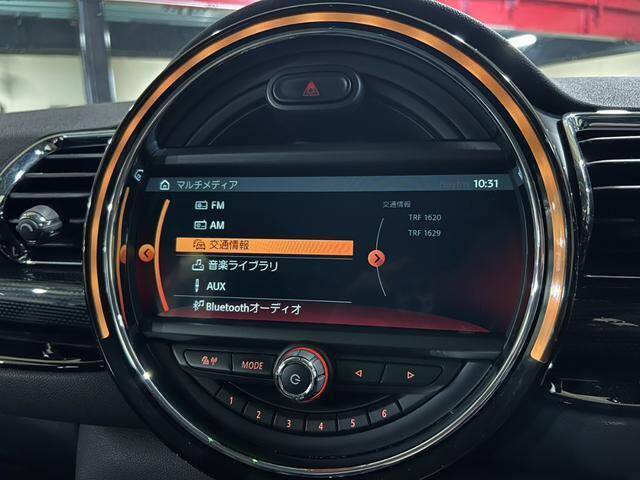 マルチメディア
10:31
FM
AM
交通情報
音楽ライブラリ
AUX
Bluetoothオーディオ
交通情報
TRF 1620
TRF 1629
MODE
1 2 3 4 5 6